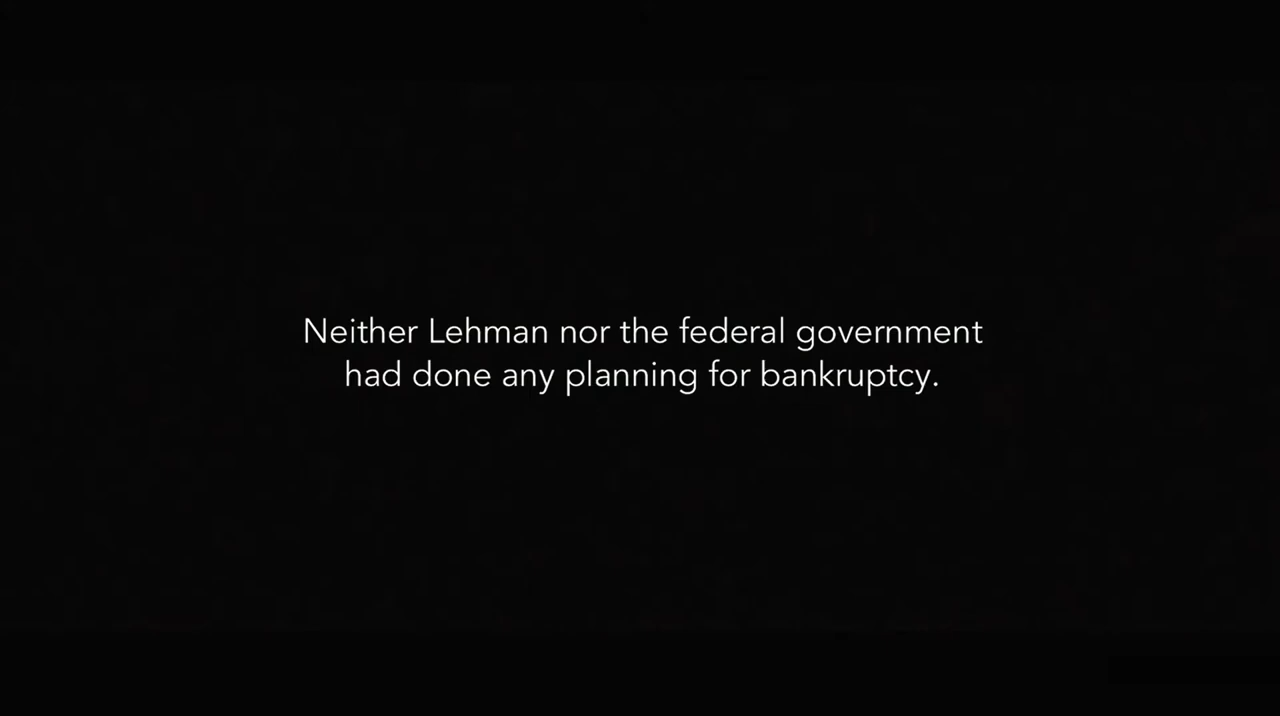 Neither Lehman nor the federal government
had done any planning for bankruptcy.